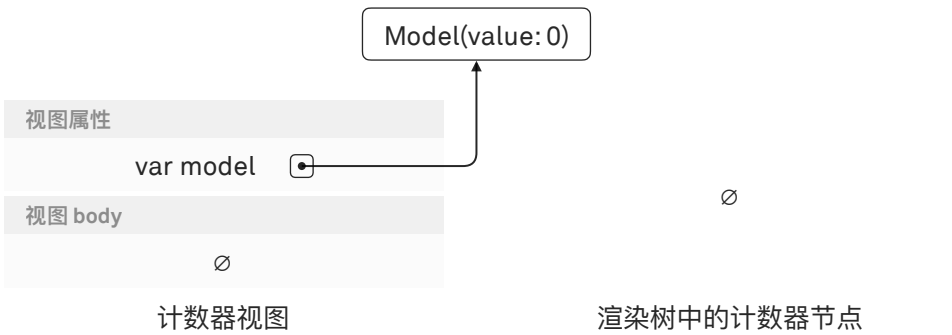 Model(value: 0)
视图属性
var model
视图 body
∅
∅
计数器视图
渲染树中的计数器节点